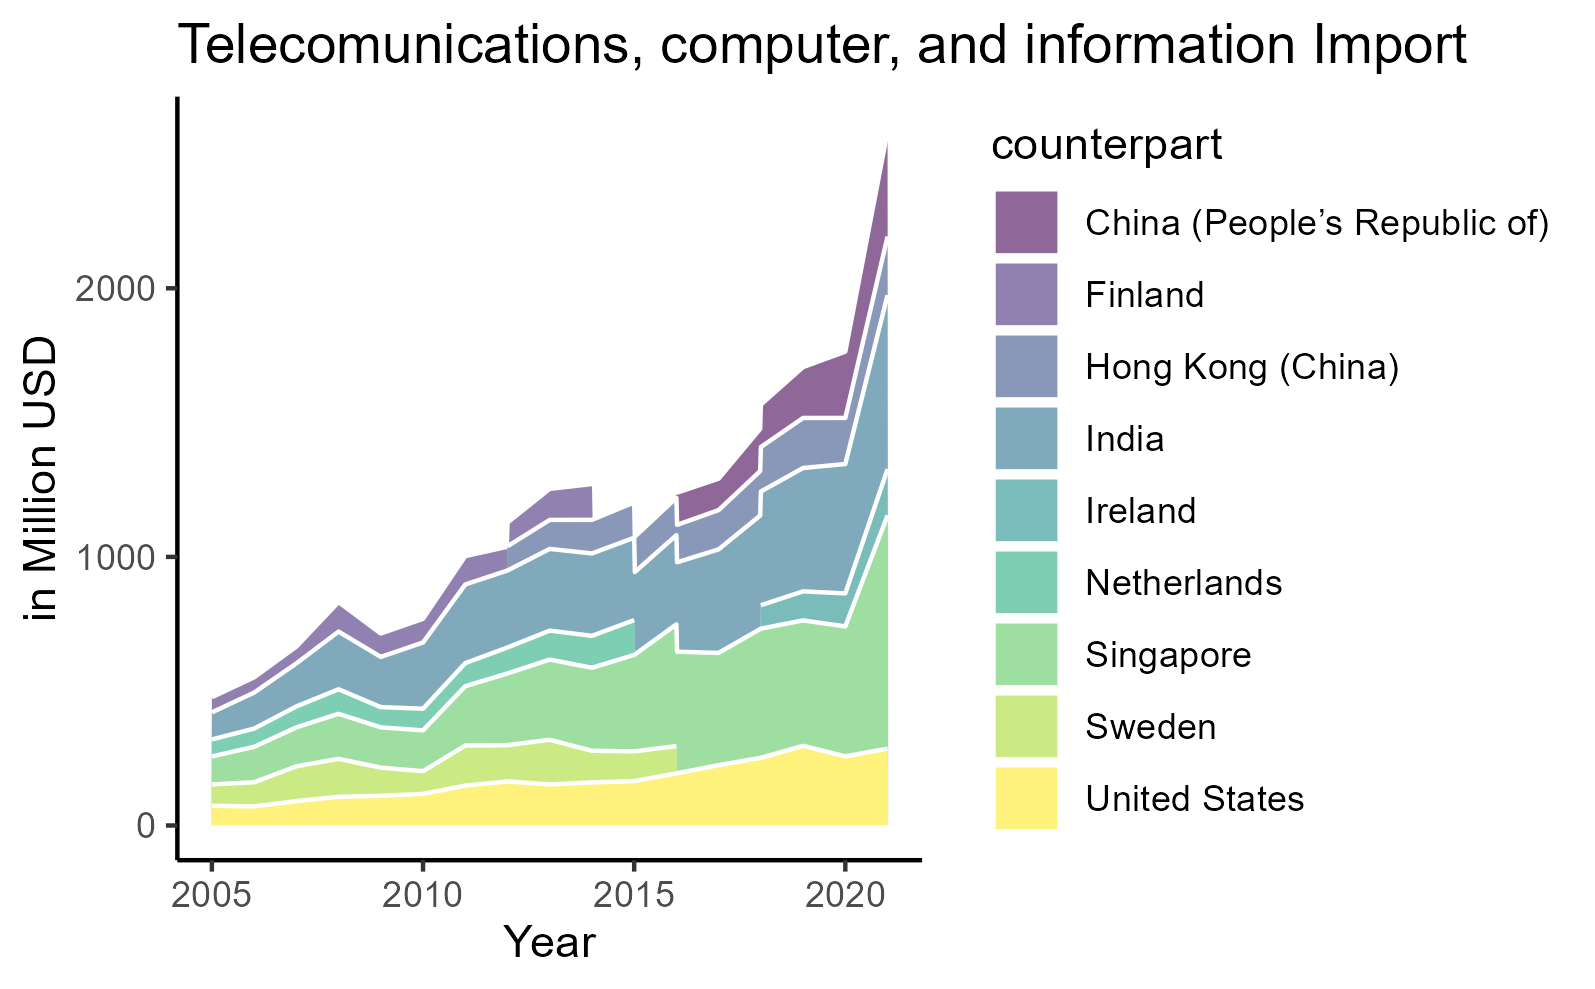 Telecomunications, computer, and information Import
in Million USD
2000
1000
0
2005
2010
2015
2020
Year
counterpart
China (People’s Republic of)
Finland
Hong Kong (China)
India
Ireland
Netherlands
Singapore
Sweden
United States